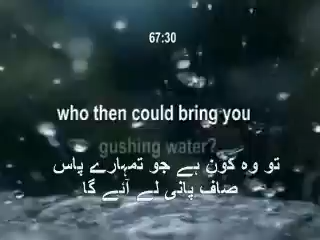 67:30
who then could bring you
gushing water?
تو وہ کون ہے جو تمہارے پاس
صاف پانی لے آئے گا